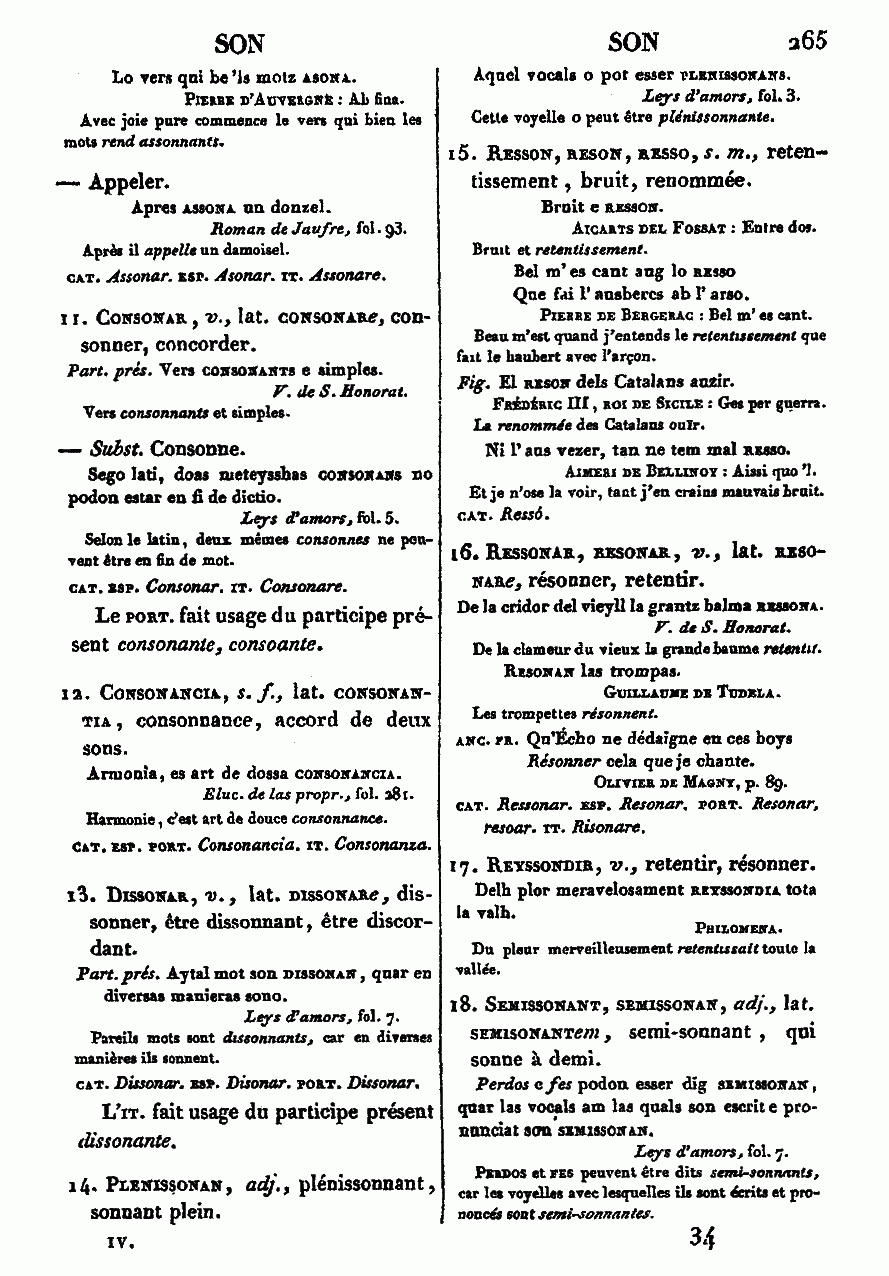 SON
SON 265
Lo vers qui be 'ls motz ASONA.
PIERRE D'AUVERGNE : Ab fina.
Avec joie pure commence le vers qui bien les
mots rend assonnants.
— Appeler.
Apres ASSONA un donzel.
Roman de Jaufre, fol. 93.
Après il appelle un damoisel.
CAT. Assonar. ESP. Asonar. IT. Assonare.
11. CONSONAR, v., lat. CONSONARe, con-
sonner, concorder.
Part. prés. Vers CONSONANTS e simples.
V. de S. Honorat.
Vers consonnants et simples.
— Subst. Consonne.
Sego lati, doas meteysshas CONSONANS no
podon estar en fi de dictio.
Leys d'amors, fol. 5.
Selon le latin, deux mêmes consonnes ne peu-
vent être en fin de mot.
CAT. ESP. Consonar. IT. Consonare.
Le PORT. fait usage du participe pré-
sent consonante, consoante.
12. CONSONANCIA, s. f., lat. CONSONAN-
TIA, consonnance, accord de deux
sons.
Armonia, es art de dossa CONSONANCIA.
Eluc. de las propr., fol. 281.
Harmonie, c'est art de douce consonnance.
CAT. ESP. PORT. Consonancia. IT. Consonanza.
13. DISSONAR, v., lat. DISSONARe, dis-
sonner, être dissonnant, être discor-
dant.
Part. prés. Aytal mot son DISSONAN, quar en
diversas manieras sono.
Leys d'amors, fol. 7.
Pareils mots sont dissonnants, car en diverses
manières ils sonnent.
CAT. Dissonar. ESP. Disonar. PORT. Dissonar.
L'IT. fait usage du participe présent
dissonante.
14. PLENISSONAN, adj., plénissonnant,
sonnant plein.
IV.
Aquel vocals o pot esser PLENISSONANS.
Leys d'amors, fol. 3.
Cette voyelle o peut être plénissonnante.
15. RESSON, RESON, RESSO, s. m., reten-
tissement, bruit, renommée.
Bruit e RESSON.
AICARTS DEL FOSSAT : Entre dos.
Bruit et retentissement.
Bel m' es cant aug lo RESSO
Que fai l' ausbercs ab l' arso.
PIERRE DE BERGERAC : Bel m' es cant.
Beau m'est quand j'entends le retentissement que
fait le haubert avec l'arçon.
Fig. El RESON dels Catalans auzir.
FRÉDÉRIC III, ROI DE SICILE : Ges per guerra.
La renommée des Catalans ouïr.
Ni l' aus vezer, tan ne tem mal RESSO.
AIMERI DE BELLINOY : Aissi quo 'l.
Et je n'ose la voir, tant j'en crains mauvais bruit.
CAT. Ressó.
16. RESSONAR, RESONAR, v., lat. RESO-
NARe, résonner, retentir.
De la cridor del vieyll la grantz balma RESSONA.
V. de S. Honorat.
De la clameur du vieux la grande baume retentit.
RESONAN las trompas.
GUILLAUME DE TUDELA.
Les trompettes résonnent.
ANC. FR. Qu'Écho ne dédaigne en ces boys
Résonner cela que je chante.
OLIVIER DE MAGNY, p. 89.
CAT. Ressonar. ESP. Resonar. PORT. Resonar,
resoar. IT. Risonare.
17. REYSSONDIR, v., retentir, résonner.
Delh plor meravelosament REYSSONDIA tota
la valh.
PHILOMENA.
Du pleur merveilleusement retentissait toute la
vallée.
18. SEMISSONANT, SEMISSONAN, adj., lat.
SEMISONANTem, semi-sonnant, qui
sonne à demi.
Perdos e fes podon esser dig SEMISSONAN,
quar las vocals am las quals son escrit e pro-
nunciat son SEMISSONAN.
Leys d'amors, fol. 7.
PERDOS et FES peuvent être dits semi-sonnants,
car les voyelles avec lesquelles ils sont écrits et pro-
noncés sont semi-sonnantes.
34